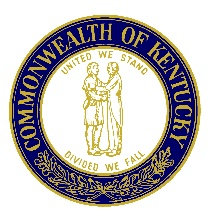 COMMONWEALTH OF KENTUCKY
UNITED WE STAND
DIVIDED WE FALL